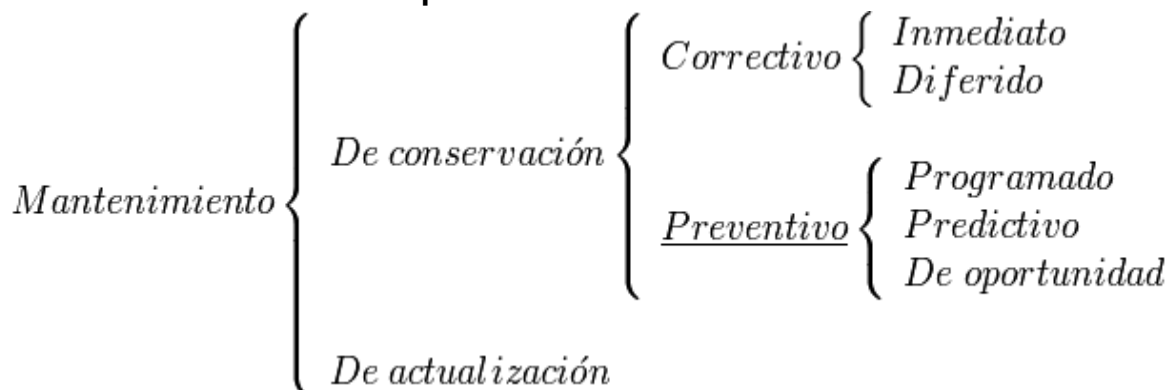 Mantenimiento
De conservación
Correctivo
Inmediato
Diferido
Preventivo
Programado
Predictivo
De oportunidad
De actualización